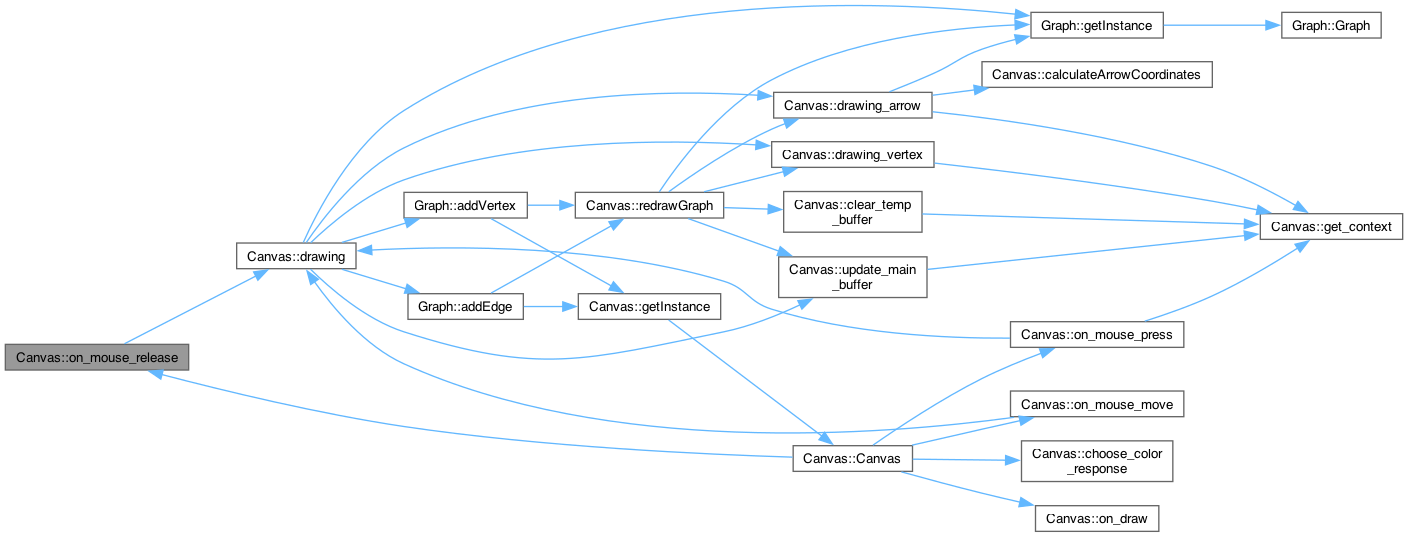 Graph::getInstance
Graph::Graph
Canvas::calculateArrowCoordinates
Canvas::drawing_arrow
Canvas::drawing_vertex
Graph::addVertex
Canvas::redrawGraph
Canvas::clear_temp
_buffer
Canvas::get_context
Canvas::drawing
Canvas::update_main
_buffer
Graph::addEdge
Canvas::getInstance
Canvas::on_mouse_press
Canvas::on_mouse_release
Canvas::on_mouse_move
Canvas::Canvas
Canvas::choose_color
_response
Canvas::on_draw